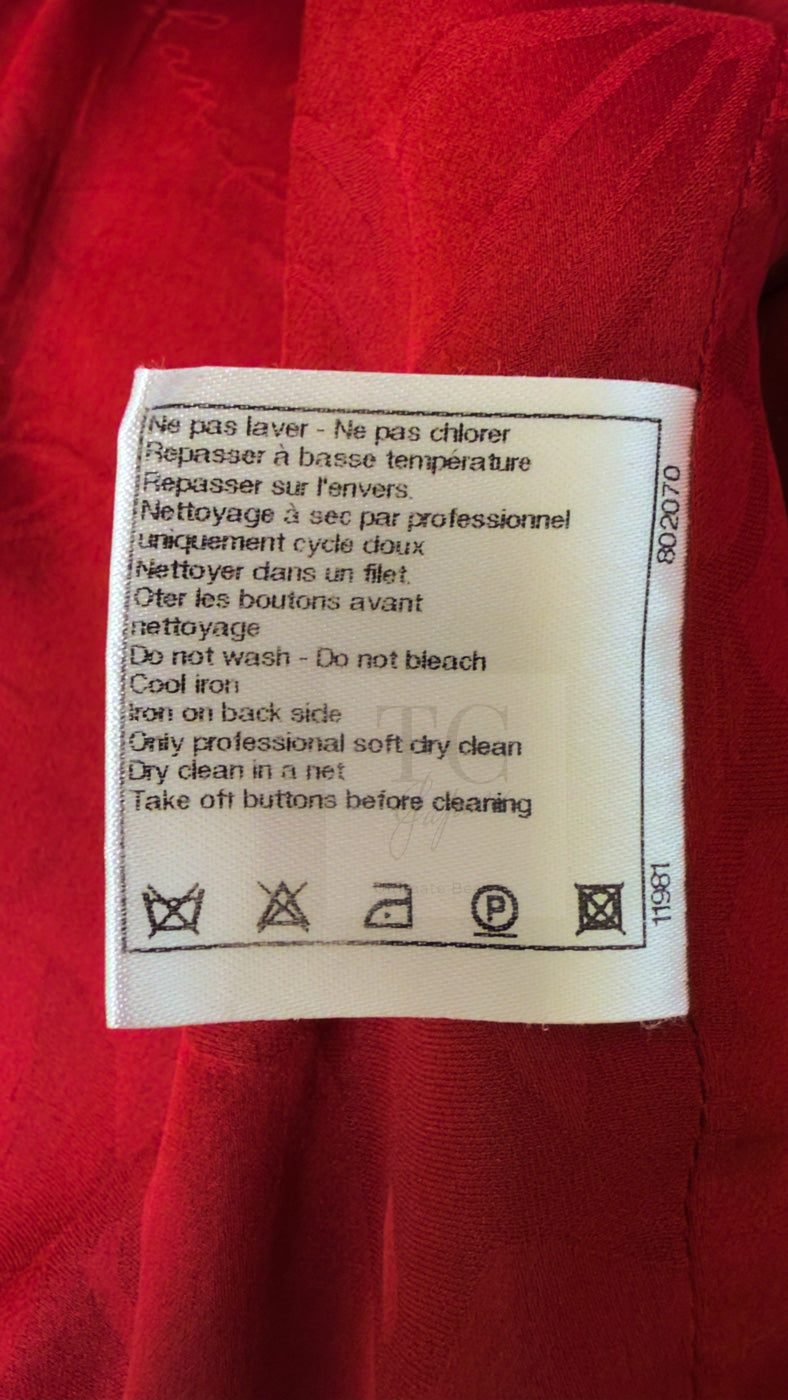 Ne pas laver - Ne pas chlorer
Repasser à basse température
Repasser sur l'envers.
Nettoyage à sec par professionnel
uniquement cycle doux
Nettoyer dans un filet.
Oter les boutons avant
nettoyage
Do not wash - Do not bleach
Cool iron
Iron on back side
Only professional soft dry clean
Dry clean in a net
Take off buttons before cleaning
P
802070
11981
TC